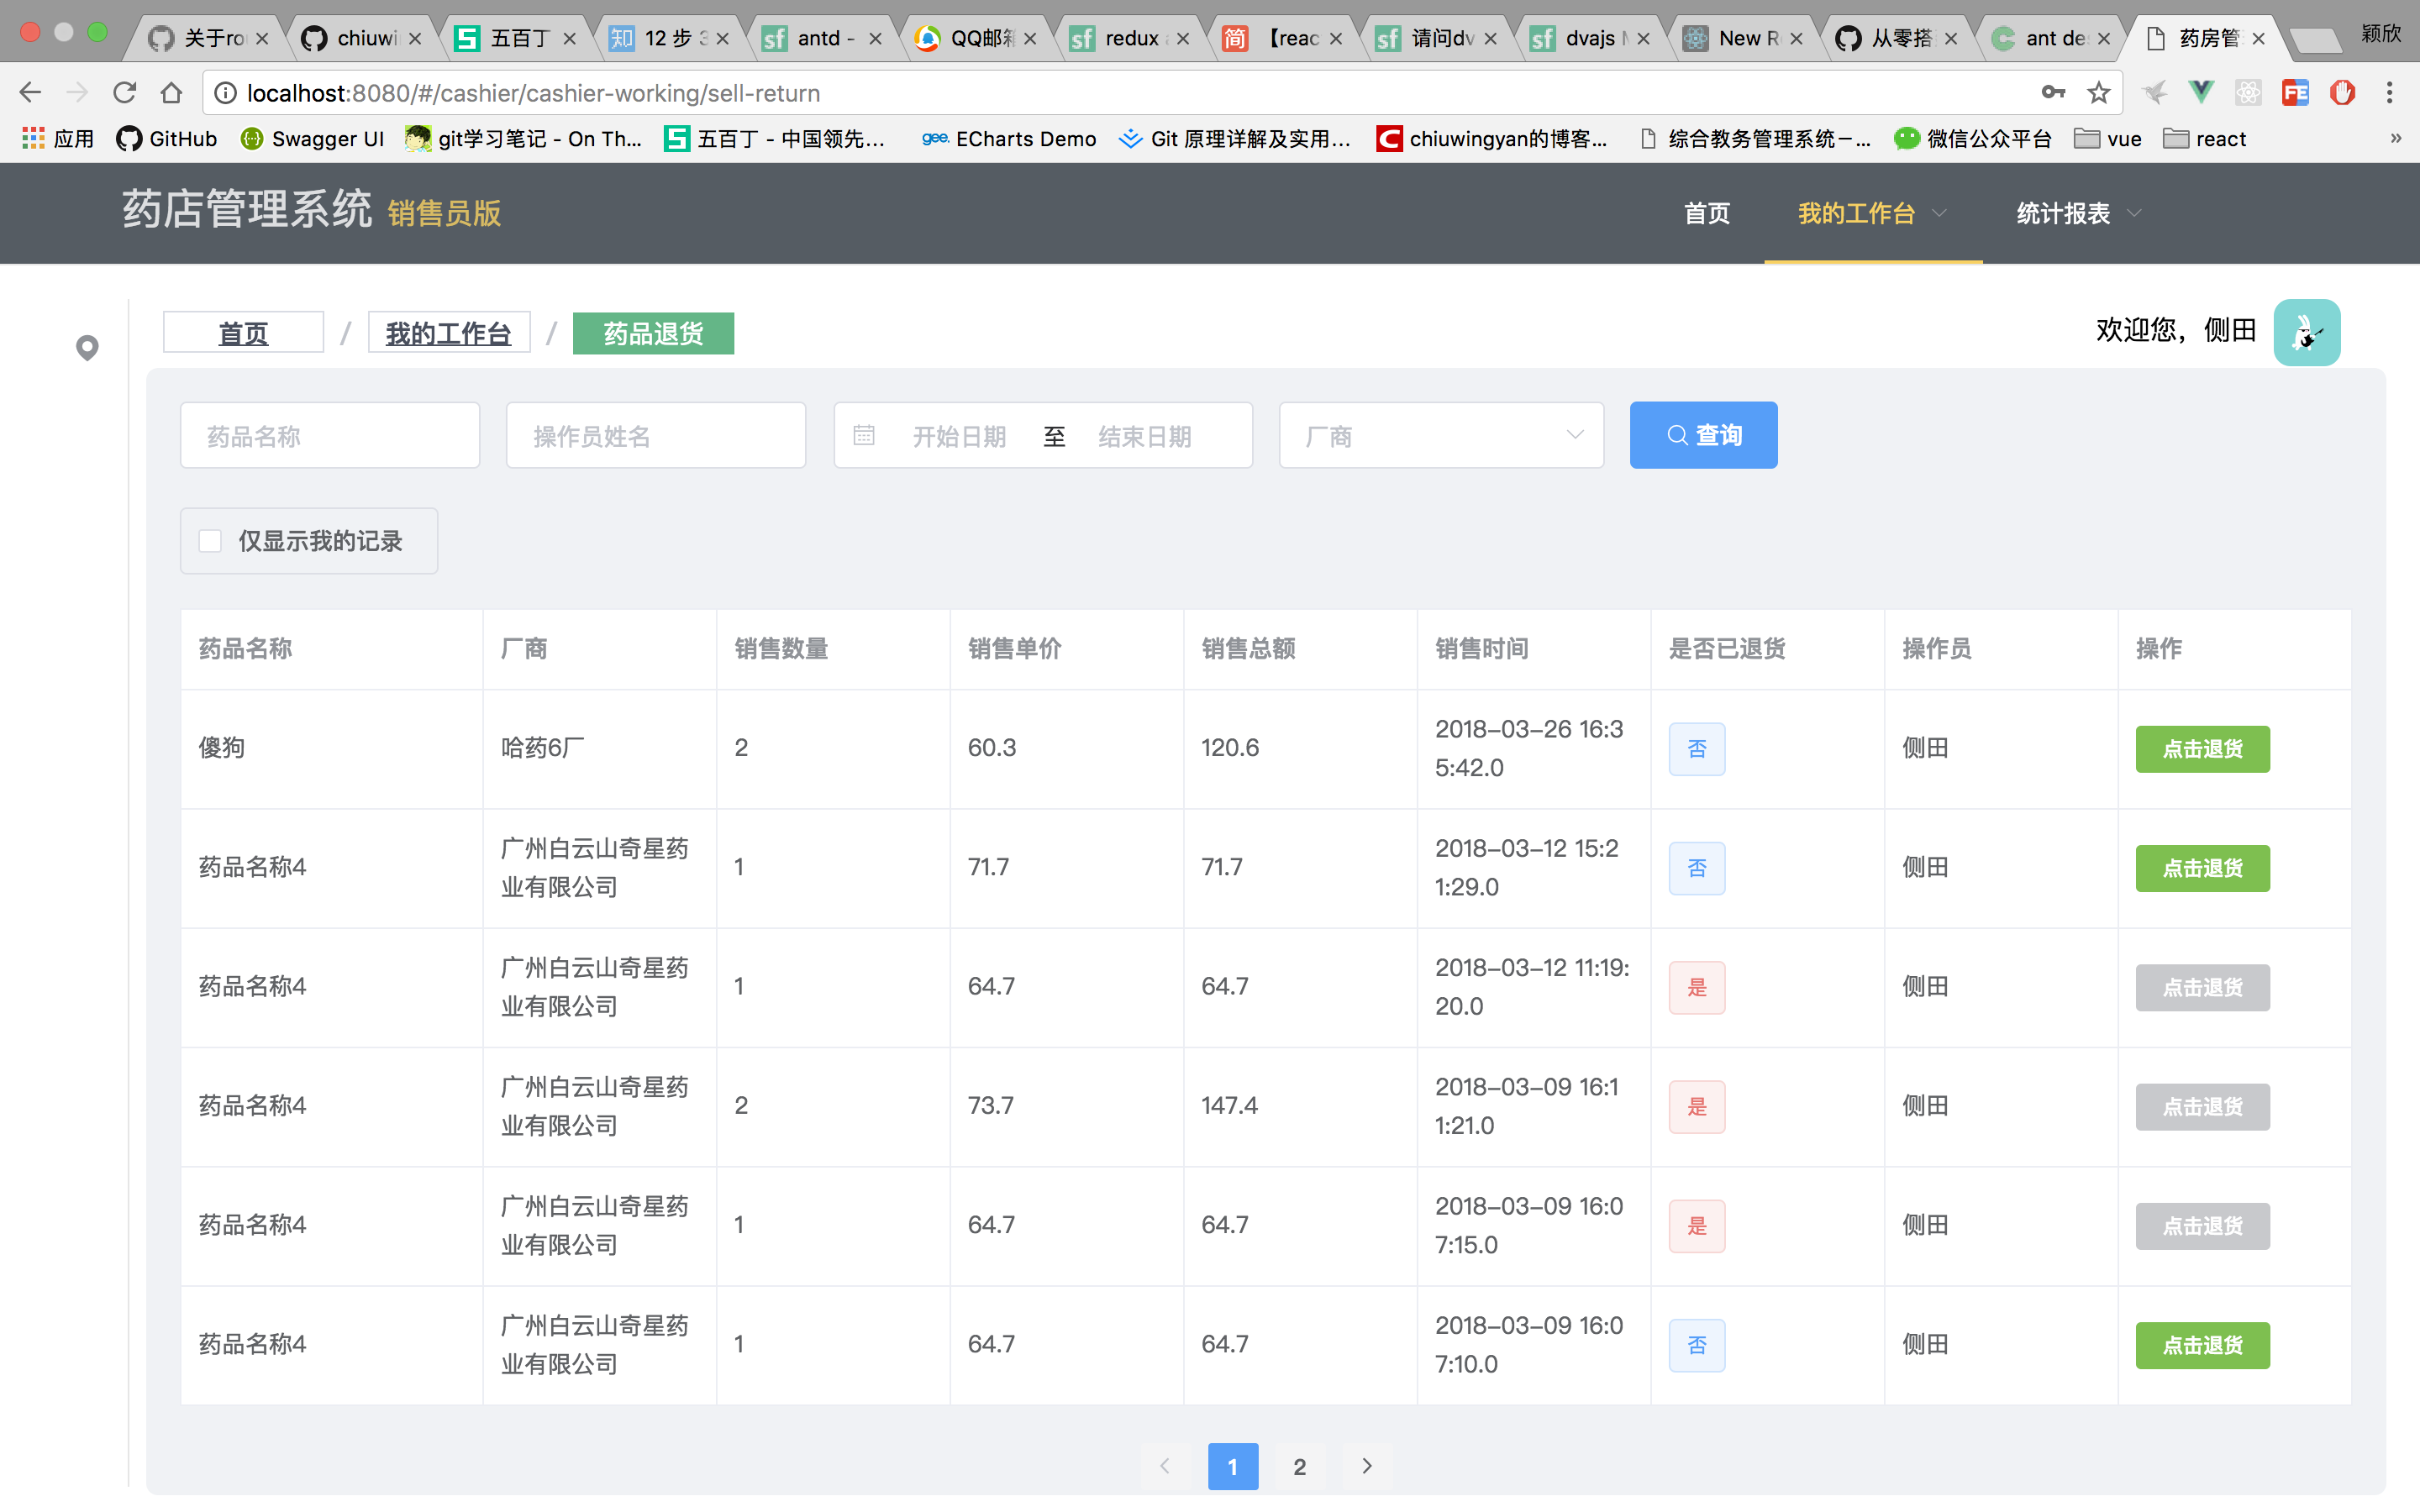 关于ro
chiuwi
五百丁
知 12 步 3
sf antd -
QQ邮箱
sf redux
简 【reac
sf 请问dv
sf dvajs
New R
从零搭
ant de
药房管
颖欣
localhost:8080/#/cashier/cashier-working/sell-return
FE
应用
GitHub
Swagger UI
git学习笔记 - On Th...
五百丁 - 中国领先...
gee. ECharts Demo
Git 原理详解及实用...
C chiuwingyan的博客...
综合教务管理系统-...
微信公众平台
vue
react
»
药店管理系统 销售员版
首页
我的工作台
统计报表
首页 / 我的工作台 / 药品退货
欢迎您，侧田
药品名称
操作员姓名
开始日期 至 结束日期
厂商
查询
仅显示我的记录
药品名称 厂商 销售数量 销售单价 销售总额 销售时间 是否已退货 操作员 操作
傻狗 哈药6厂 2 60.3 120.6 2018-03-26 16:3
5:42.0 否 侧田 点击退货
药品名称4 广州白云山奇星药
业有限公司 1 71.7 71.7 2018-03-12 15:2
1:29.0 否 侧田 点击退货
药品名称4 广州白云山奇星药
业有限公司 1 64.7 64.7 2018-03-12 11:19:
20.0 是 侧田 点击退货
药品名称4 广州白云山奇星药
业有限公司 2 73.7 147.4 2018-03-09 16:1
1:21.0 是 侧田 点击退货
药品名称4 广州白云山奇星药
业有限公司 1 64.7 64.7 2018-03-09 16:0
7:15.0 是 侧田 点击退货
药品名称4 广州白云山奇星药
业有限公司 1 64.7 64.7 2018-03-09 16:0
7:10.0 否 侧田 点击退货
1 2